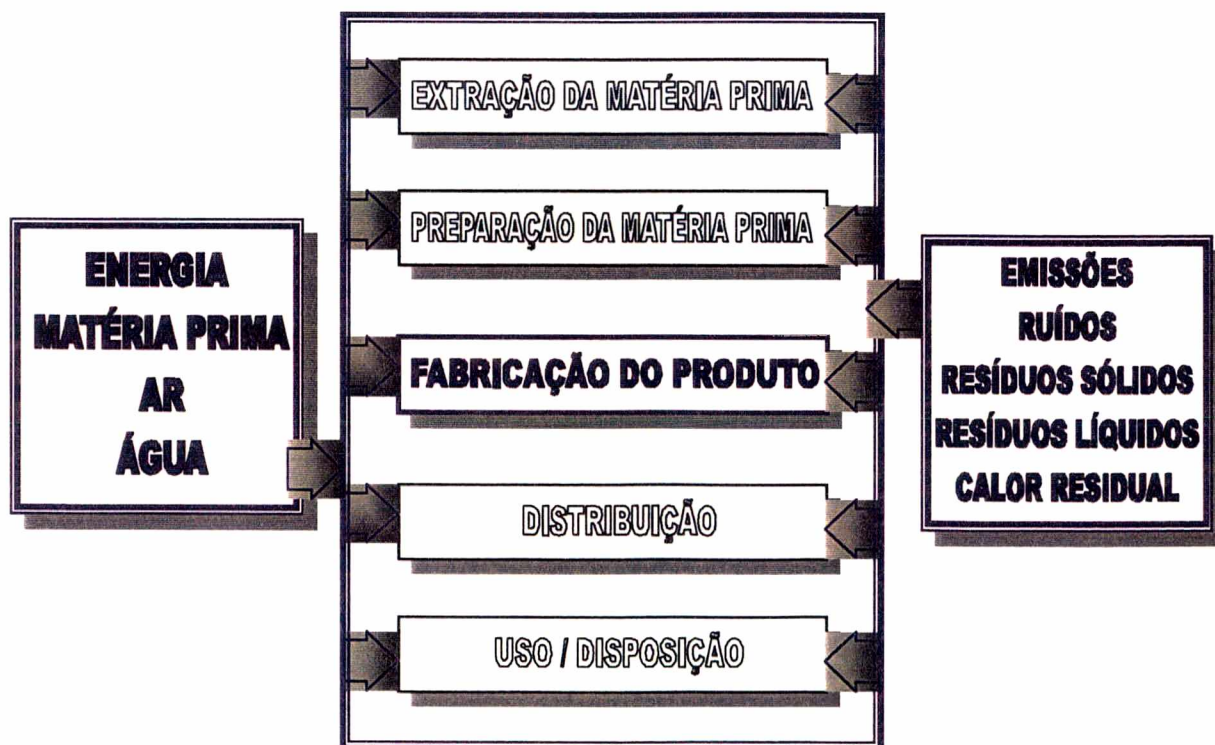 ENERGIA
MATÉRIA PRIMA
AR
ÁGUA
EXTRAÇÃO DA MATÉRIA PRIMA
PREPARAÇÃO DA MATÉRIA PRIMA
FABRICAÇÃO DO PRODUTO
DISTRIBUIÇÃO
USO / DISPOSIÇÃO
EMISSÕES
RUÍDOS
RESÍDUOS SÓLIDOS
RESÍDUOS LÍQUIDOS
CALOR RESIDUAL